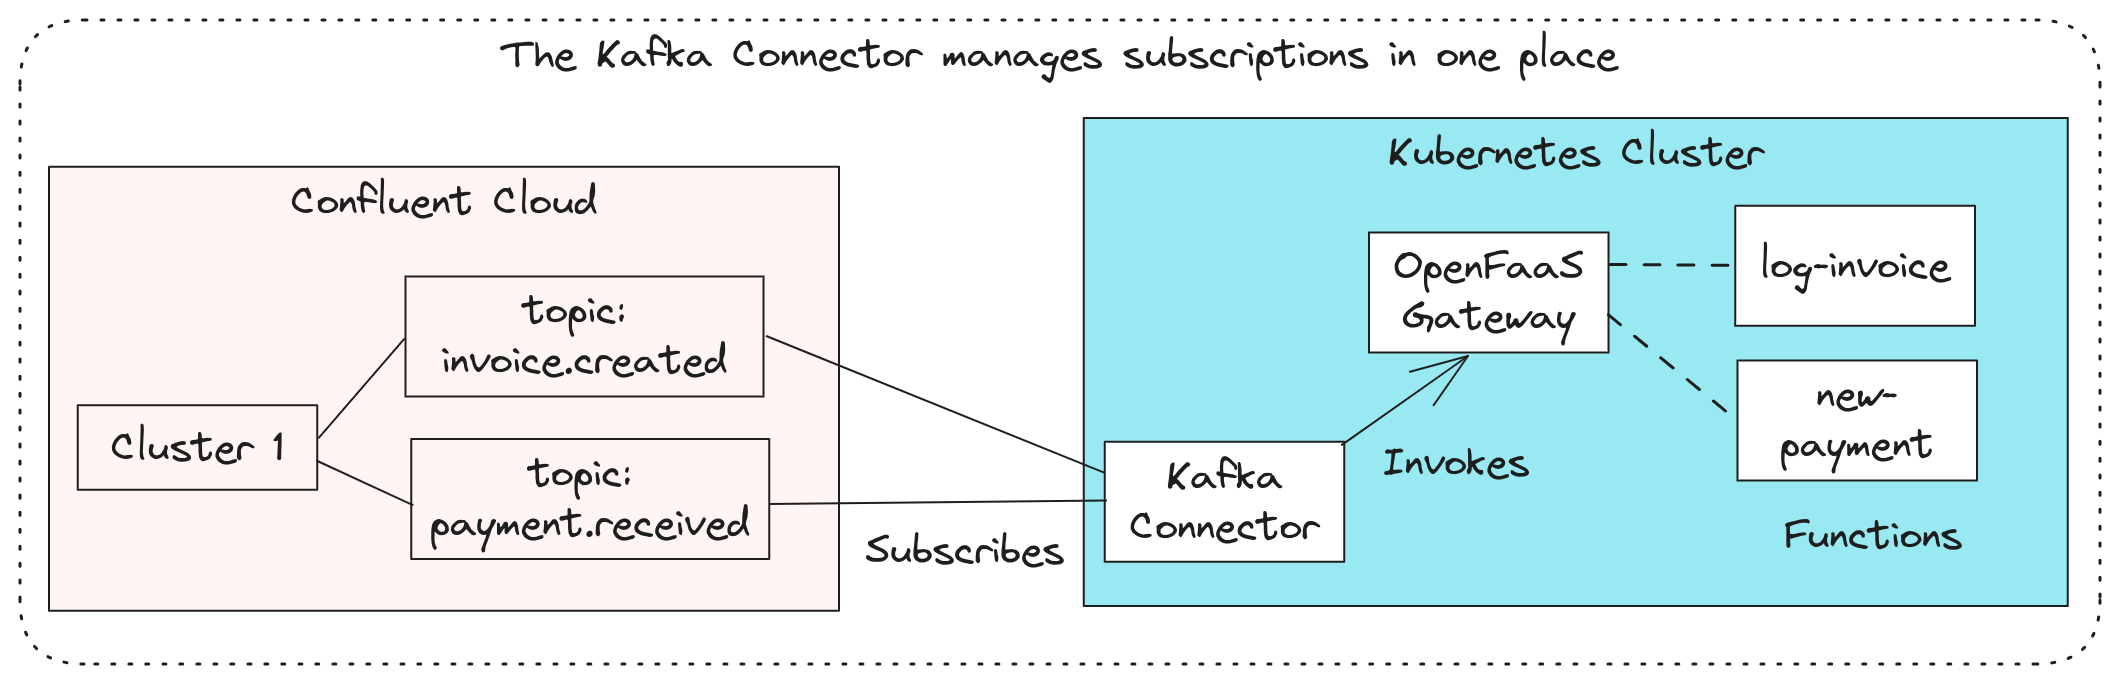 The Kafka Connector manages subscriptions in one place
Confluent Cloud
Cluster 1
topic:
invoice.created
topic:
payment.received
Subscribes
Kubernetes Cluster
Kafka
Connector
Invokes
OpenFaaS
Gateway
log-invoice
new-
payment
Functions